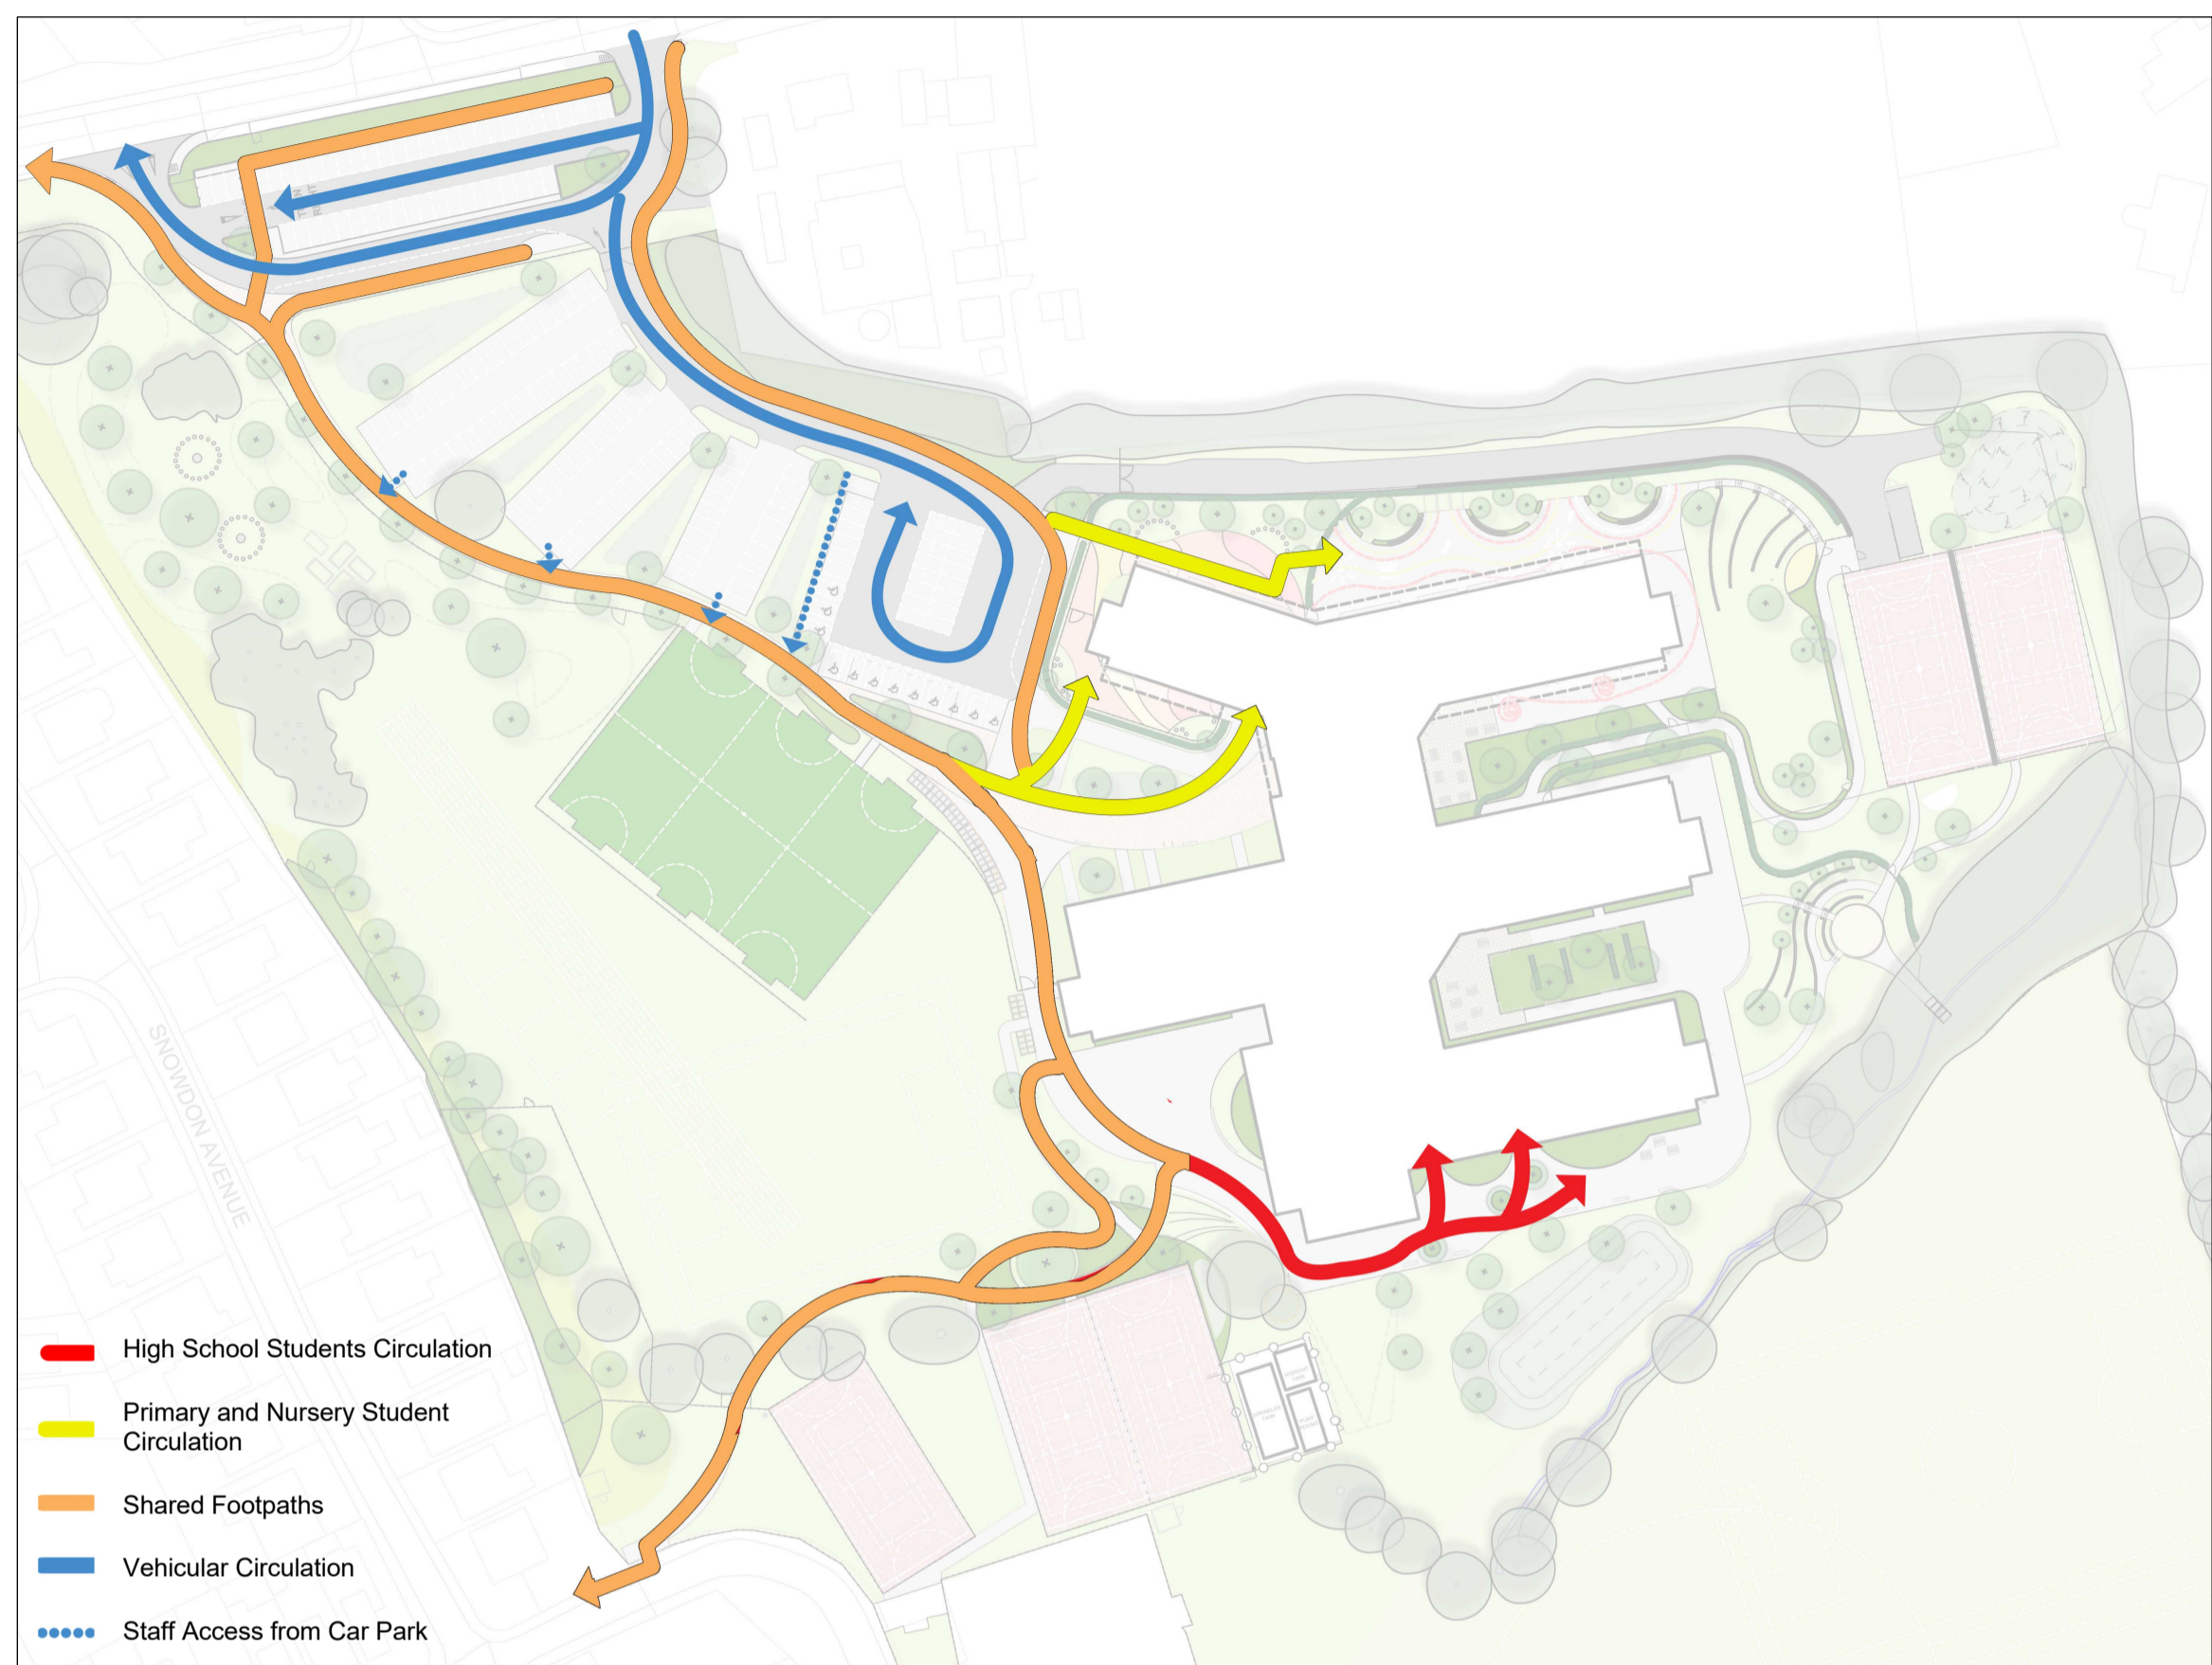 SNOWDON AVENUE
High School Students Circulation
Primary and Nursery Student
Circulation
Shared Footpaths
Vehicular Circulation
Staff Access from Car Park